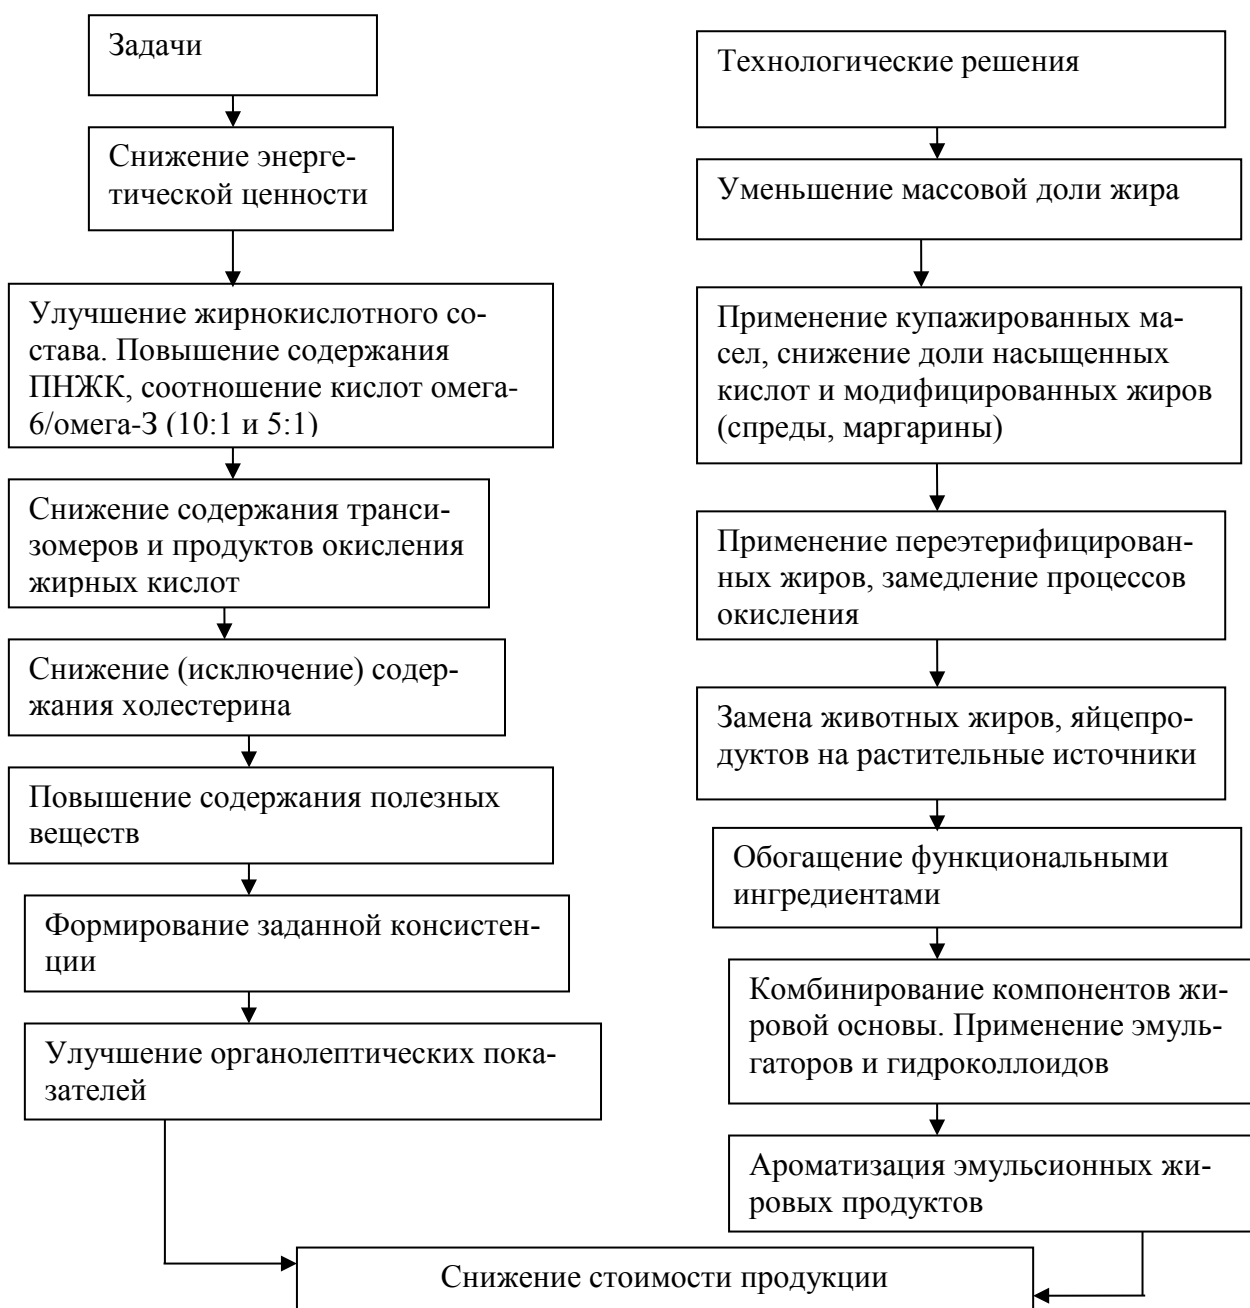 Задачи
Снижение энерге-
тической ценности
Улучшение жирнокислотного со-
става. Повышение содержания
ПНЖК, соотношение кислот омега-
6/омега-3 (10:1 и 5:1)
Снижение содержания транси-
зомеров и продуктов окисления
жирных кислот
Снижение (исключение) содер-
жания холестерина
Повышение содержания полезных
веществ
Формирование заданной консистен-
ции
Улучшение органолептических пока-
зателей
Технологические решения
Уменьшение массовой доли жира
Применение купажированных ма-
сел, снижение доли насыщенных
кислот и модифицированных жиров
(спреды, маргарины)
Применение переэтерифицирован-
ных жиров, замедление процессов
окисления
Замена животных жиров, яйцепро-
дуктов на растительные источники
Обогащение функциональными
ингредиентами
Комбинирование компонентов жи-
ровой основы. Применение эмуль-
гаторов и гидроколлоидов
Ароматизация эмульсионных жи-
ровых продуктов
Снижение стоимости продукции